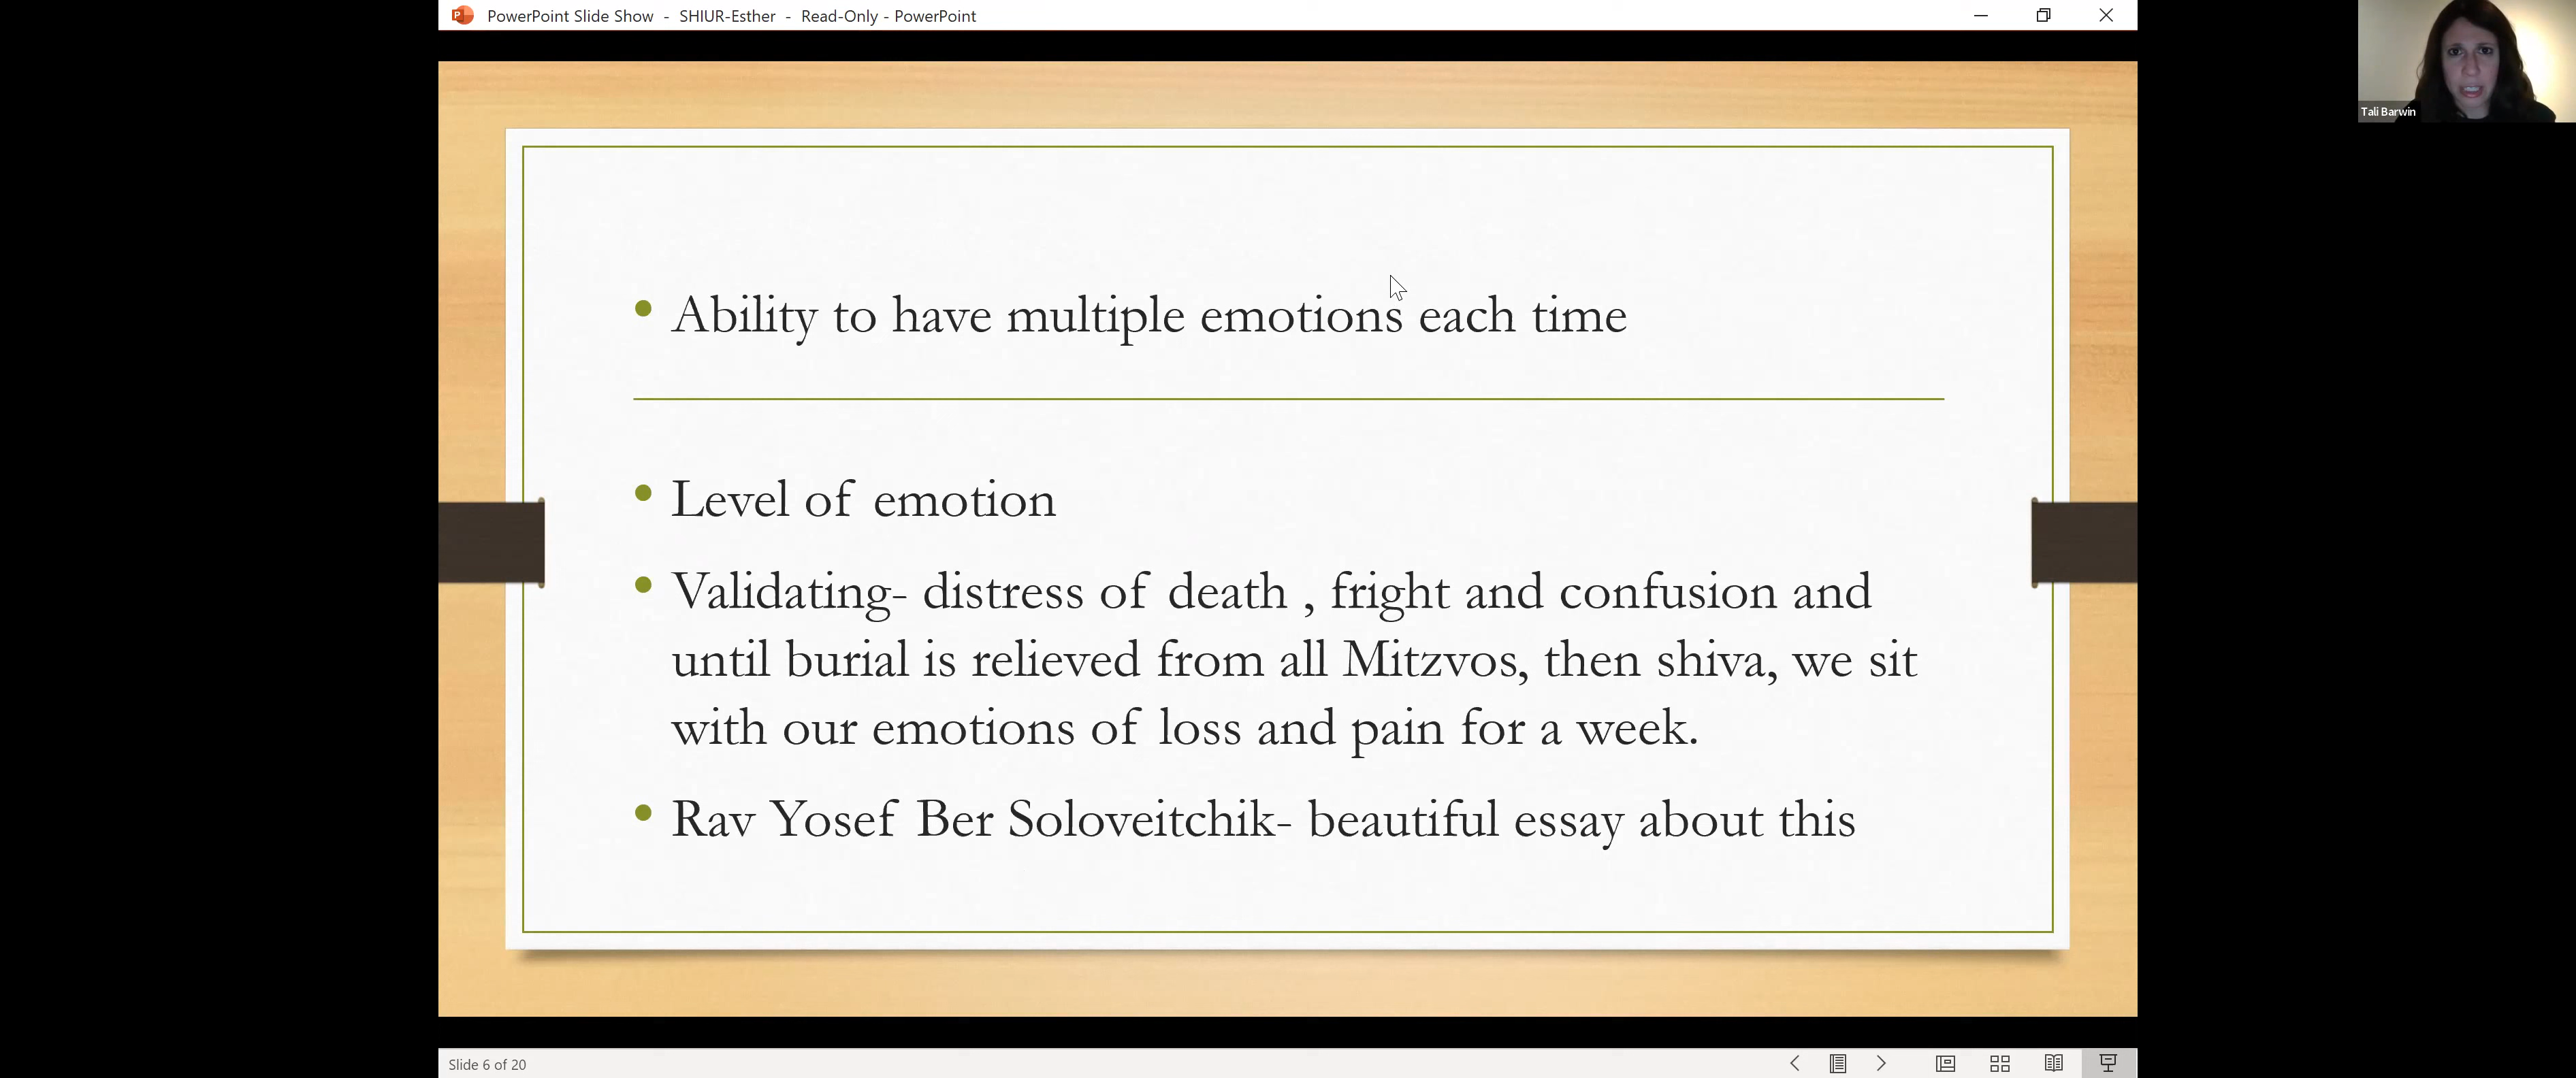 PowerPoint Slide Show - SHIUR-Esther - Read-Only - PowerPoint
Tali Barwin
• Ability to have multiple emotions each time
• Level of emotion
• Validating- distress of death , fright and confusion and
until burial is relieved from all Mitzvos, then shiva, we sit
with our emotions of loss and pain for a week.
• Rav Yosef Ber Soloveitchik- beautiful essay about this
Slide 6 of 20